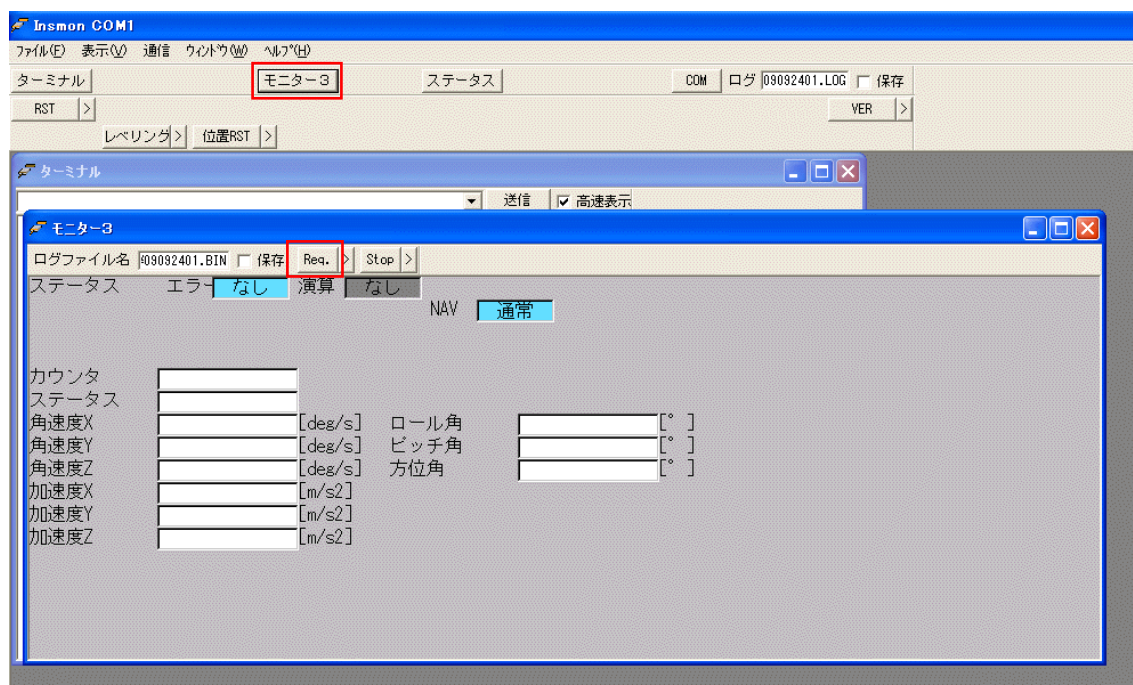 Insmon COM1
ファイル(F) 表示(V) 通信 ウィンドウ(W) ヘルプ(H)
ターミナル モニター3 ステータス COM ログ 09092401.LOG 保存
RST > VER >
レベリング > 位置RST >
ターミナル
送信 高速表示
モニター3
ログファイル名 09092401.BIN 保存 Req. > Stop >
ステータス エラー なし 演算 なし
NAV 通常
カウンタ
ステータス
角速度X [deg/s] ロール角 [° ]
角速度Y [deg/s] ピッチ角 [° ]
角速度Z [deg/s] 方位角 [° ]
加速度X [m/s2]
加速度Y [m/s2]
加速度Z [m/s2]